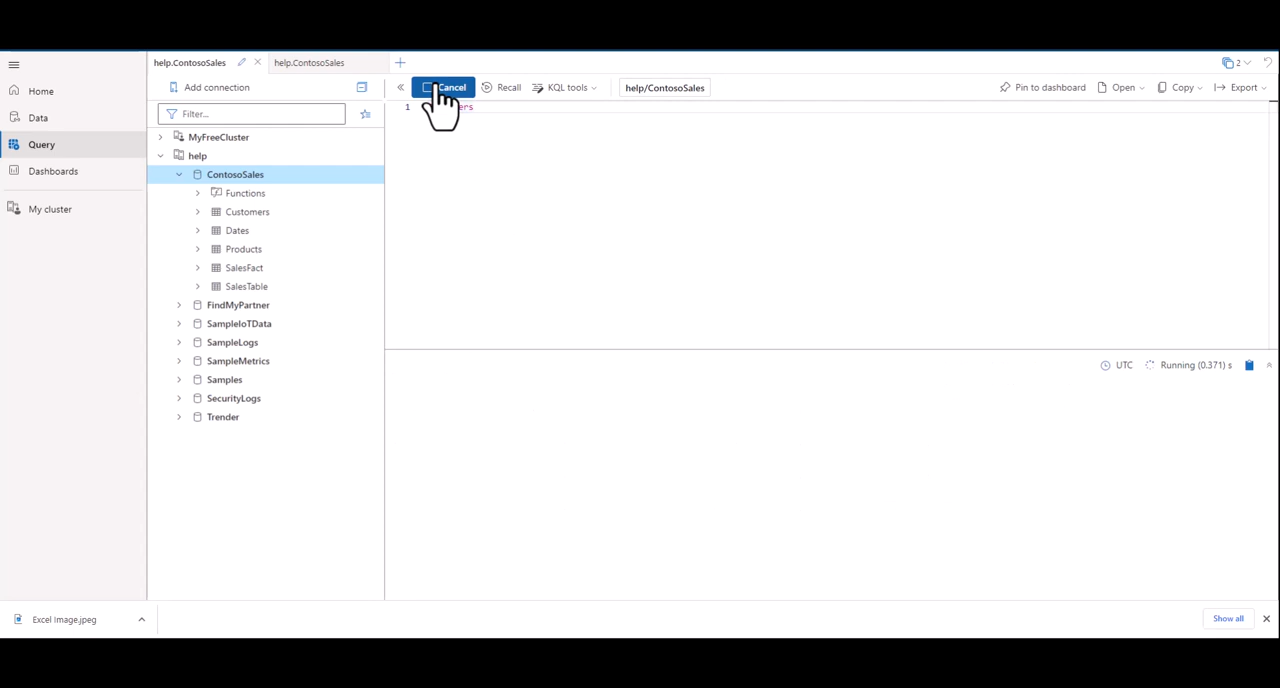 help.ContosoSales
help.ContosoSales
2
Home
Data
Query
Dashboards
My cluster
Add connection
Filter...
MyFreeCluster
help
ContosoSales
Functions
Customers
Dates
Products
SalesFact
SalesTable
FindMyPartner
SampleIoTData
SampleLogs
SampleMetrics
Samples
SecurityLogs
Trender
Cancel
Recall
KQL tools
help/ContosoSales
Pin to dashboard
Open
Copy
Export
1
UTC
Running (0.371) s
Excel Image.jpeg
Show all